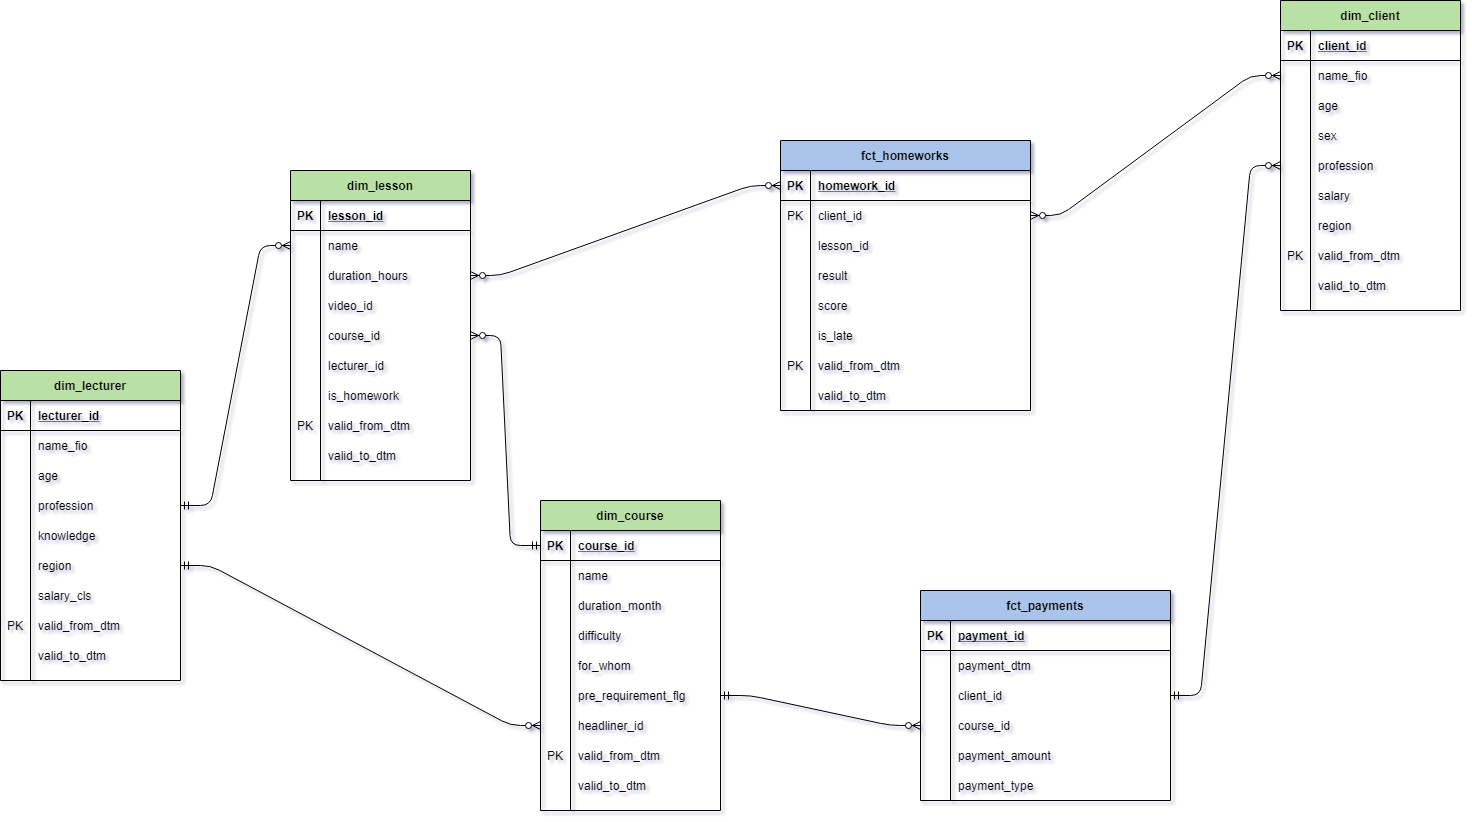 dim_client
PK client_id
name_fio
age
sex
profession
salary
region
PK valid_from_dtm
valid_to_dtm
fct_homeworks
PK homework_id
PK client_id
lesson_id
result
score
is_late
PK valid_from_dtm
valid_to_dtm
dim_lesson
PK lesson_id
name
duration_hours
video_id
course_id
lecturer_id
is_homework
PK valid_from_dtm
valid_to_dtm
dim_lecturer
PK lecturer_id
name_fio
age
profession
knowledge
region
salary_cls
PK valid_from_dtm
valid_to_dtm
dim_course
PK course_id
name
duration_month
difficulty
for_whom
pre_requirement_flg
headliner_id
PK valid_from_dtm
valid_to_dtm
fct_payments
PK payment_id
payment_dtm
client_id
course_id
payment_amount
payment_type